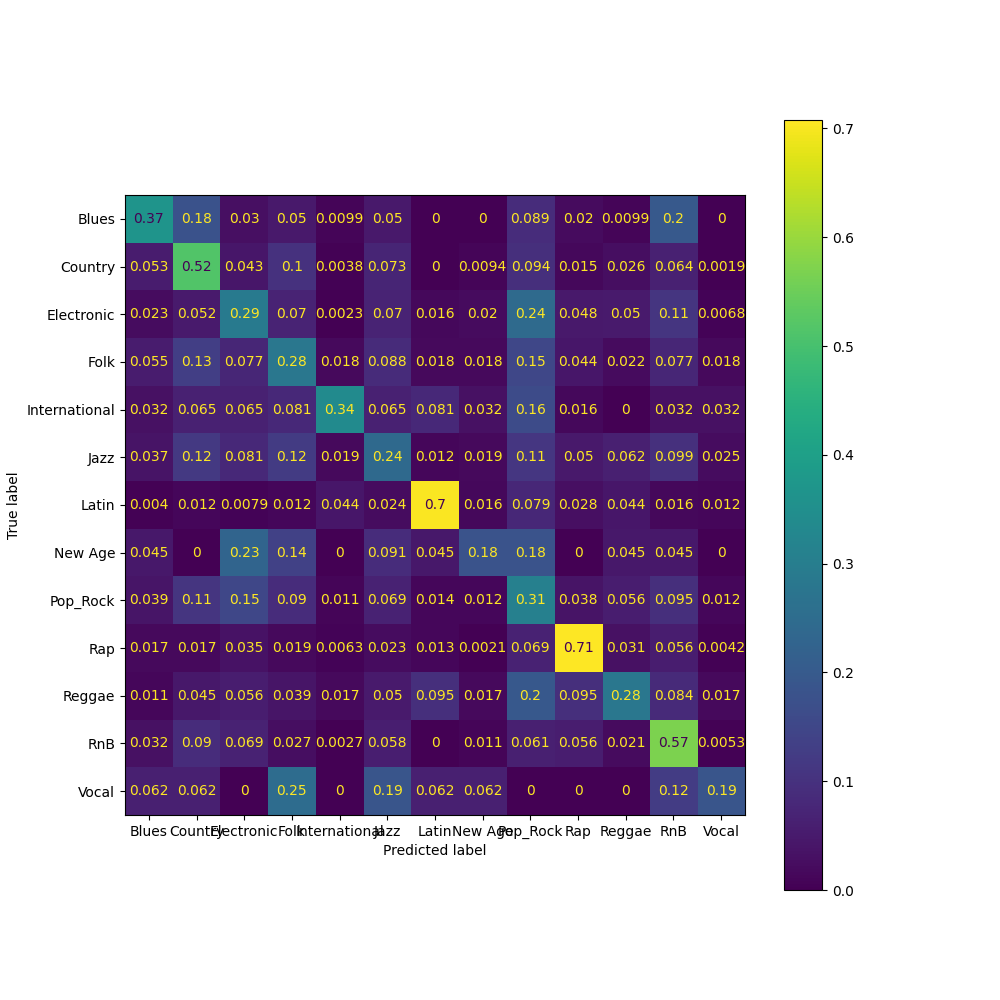 0.7
Blues 0.37 0.18 0.03 0.05 0.0099 0.05 0 0 0.089 0.02 0.0099 0.2 0
0.6
Country 0.053 0.52 0.043 0.1 0.0038 0.073 0 0.0094 0.094 0.015 0.026 0.064 0.0019
Electronic 0.023 0.052 0.29 0.07 0.0023 0.07 0.016 0.02 0.24 0.048 0.05 0.11 0.0068
0.5
Folk 0.055 0.13 0.077 0.28 0.018 0.088 0.018 0.018 0.15 0.044 0.022 0.077 0.018
International 0.032 0.065 0.065 0.081 0.34 0.065 0.081 0.032 0.16 0.016 0 0.032 0.032
0.4
Jazz 0.037 0.12 0.081 0.12 0.019 0.24 0.012 0.019 0.11 0.05 0.062 0.099 0.025
True label
Latin 0.004 0.012 0.0079 0.012 0.044 0.024 0.7 0.016 0.079 0.028 0.044 0.016 0.012
New Age 0.045 0 0.23 0.14 0 0.091 0.045 0.18 0.18 0 0.045 0.045 0
0.3
Pop_Rock 0.039 0.11 0.15 0.09 0.011 0.069 0.014 0.012 0.31 0.038 0.056 0.095 0.012
Rap 0.017 0.017 0.035 0.019 0.0063 0.023 0.013 0.0021 0.069 0.71 0.031 0.056 0.0042
0.2
Reggae 0.011 0.045 0.056 0.039 0.017 0.05 0.095 0.017 0.2 0.095 0.28 0.084 0.017
RnB 0.032 0.09 0.069 0.027 0.0027 0.058 0 0.011 0.061 0.056 0.021 0.57 0.0053
0.1
Vocal 0.062 0.062 0 0.25 0 0.19 0.062 0.062 0 0 0 0.12 0.19
Blues Country Electronic Folk International Jazz Latin New Age Pop_Rock Rap Reggae RnB Vocal
Predicted label
0.0